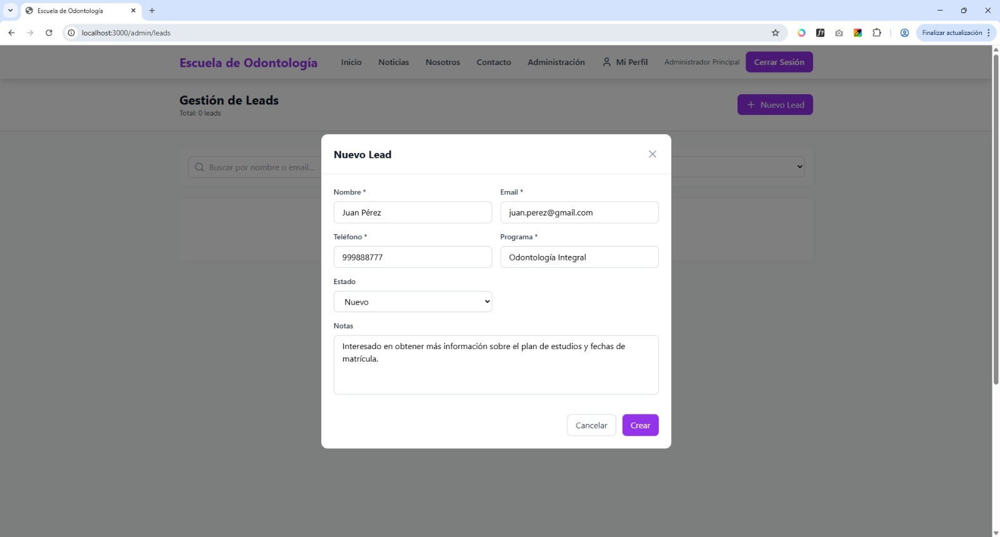 Escuela de Odontología
localhost:3000/admin/leads
Finalizar actualización
Escuela de Odontología
Inicio
Noticias
Nosotros
Contacto
Administración
Mi Perfil
Administrador Principal
Cerrar Sesión
Gestión de Leads
Total: 0 leads
Nuevo Lead
Buscar por nombre o email...
Nuevo Lead
Nombre *
Email *
Juan Pérez
juan.perez@gmail.com
Teléfono *
Programa *
999888777
Odontología Integral
Estado
Nuevo
Notas
Interesado en obtener más información sobre el plan de estudios y fechas de
matrícula.
Cancelar
Crear